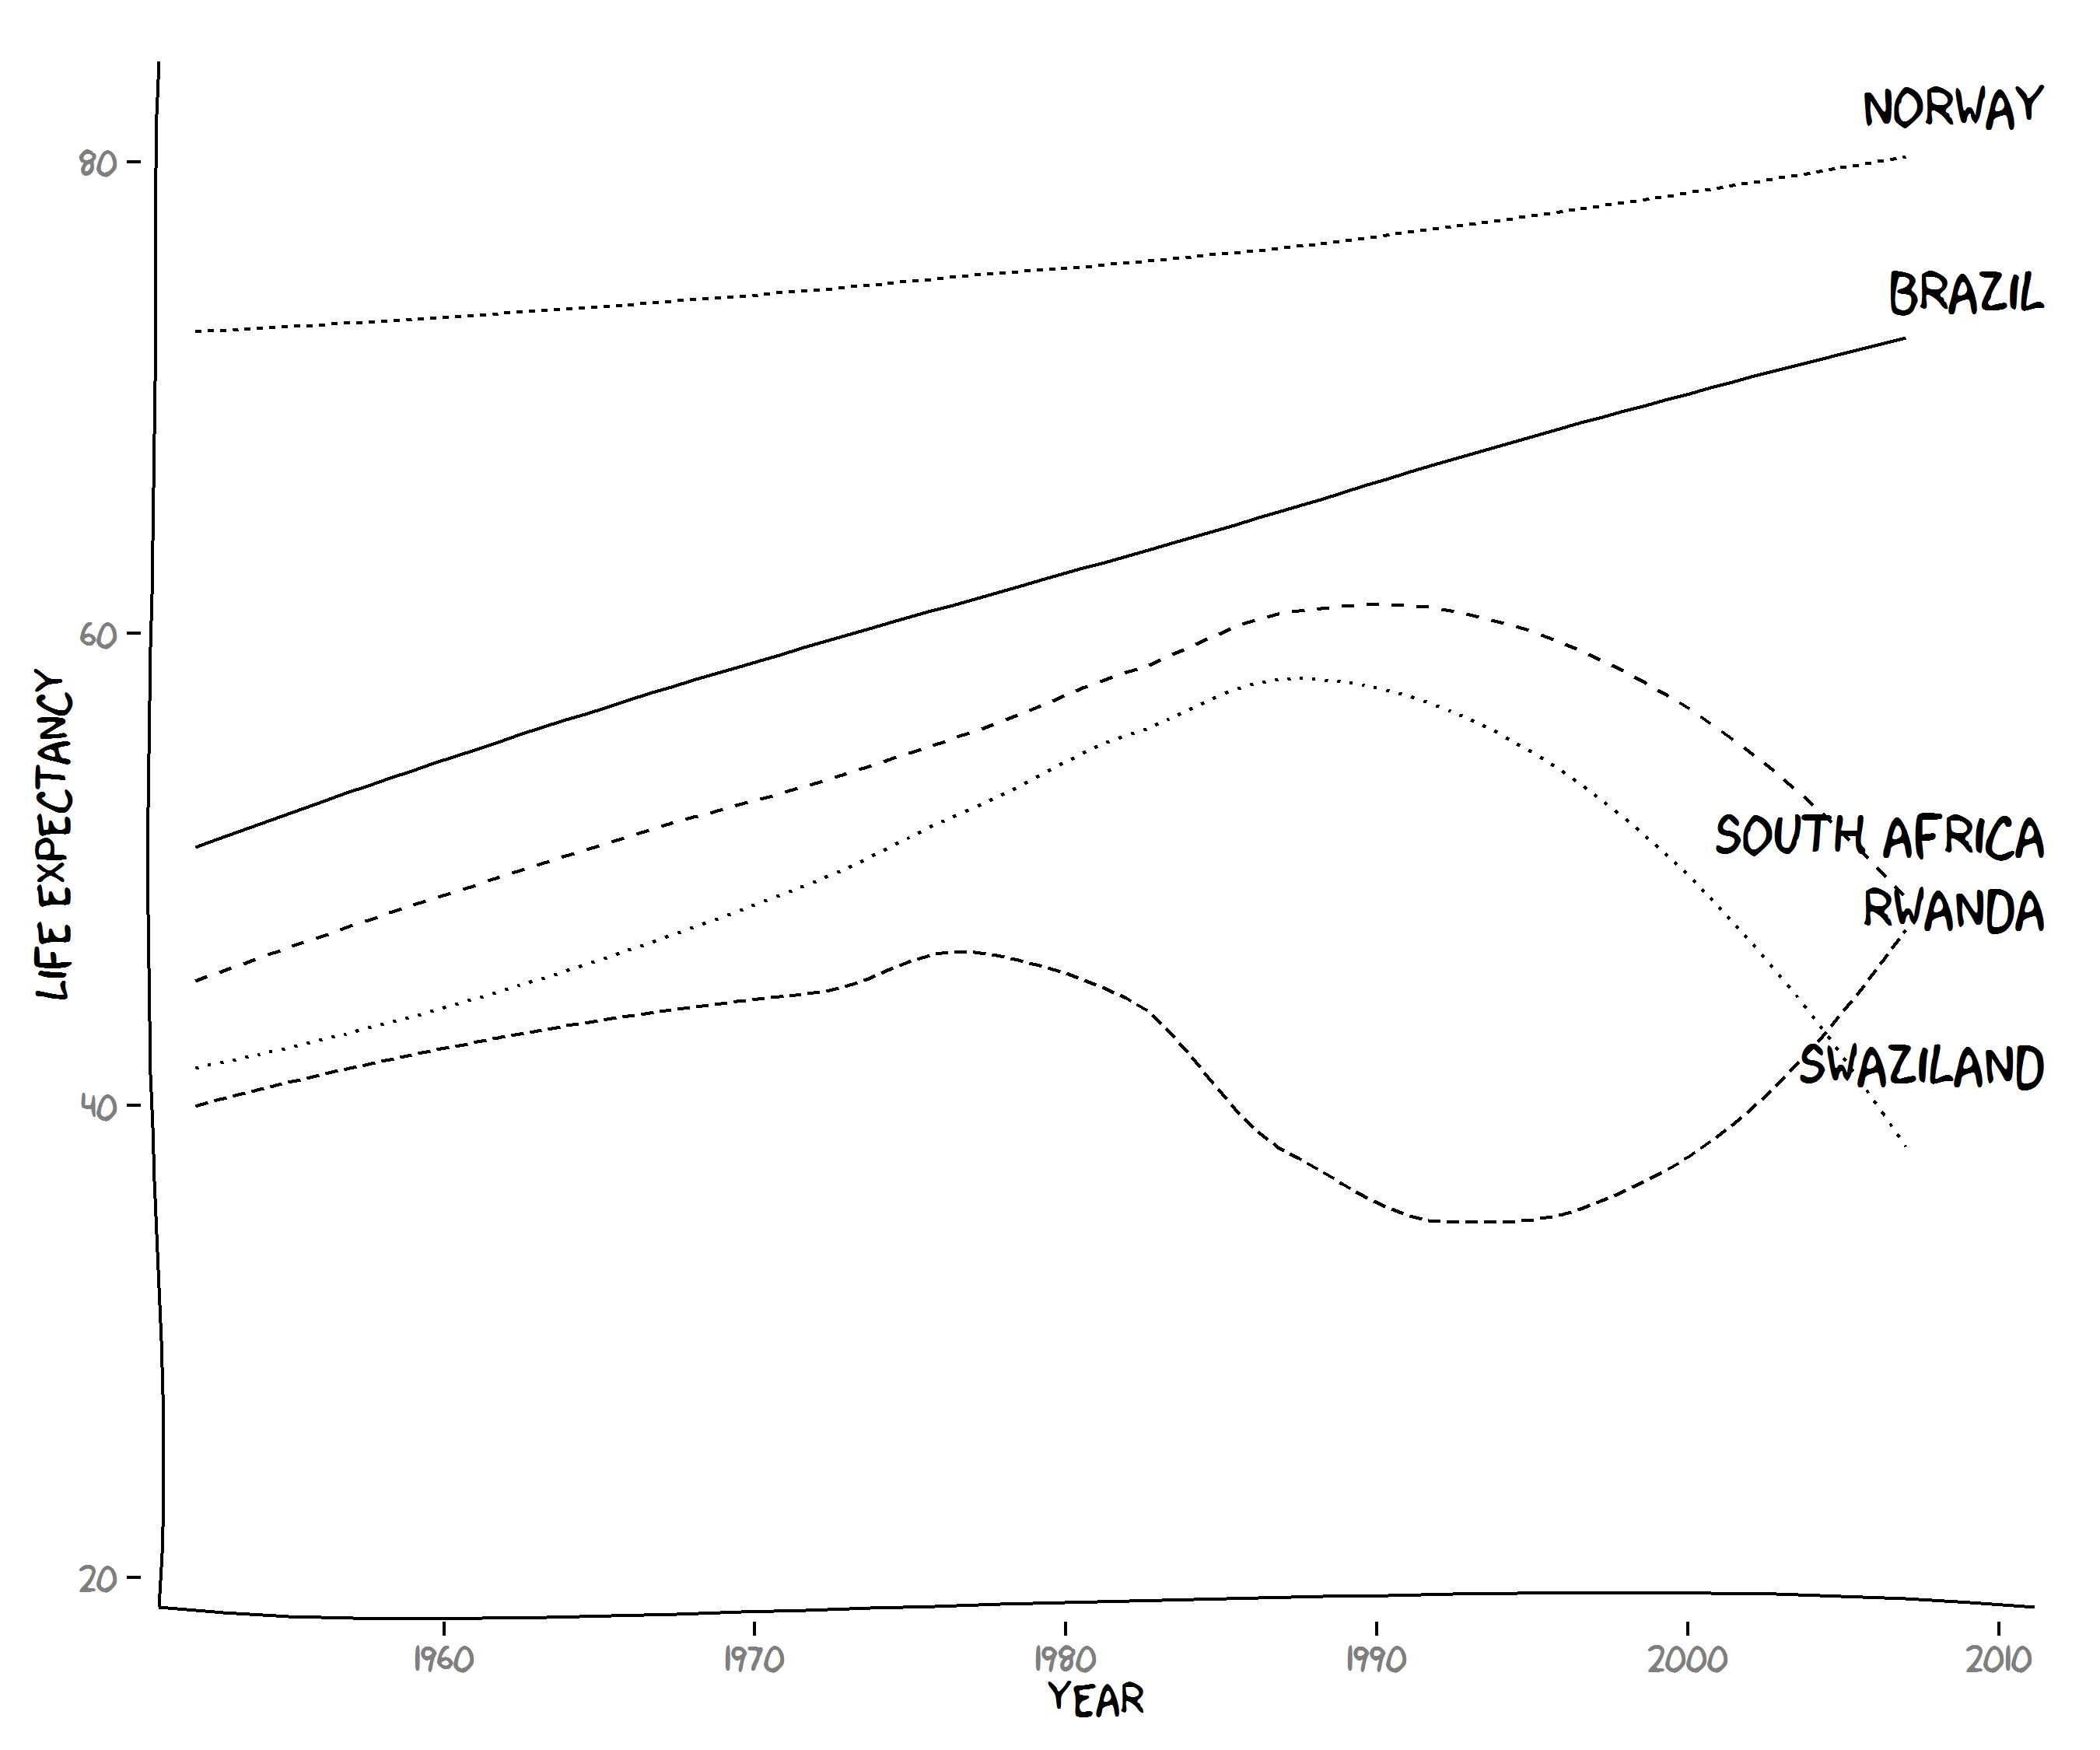 NORWAY
80
BRAZIL
60
LIFE EXPECTANCY
SOUTH AFRICA
RWANDA
SWAZILAND
40
20
1960 1970 1980 1990 2000 2010
YEAR